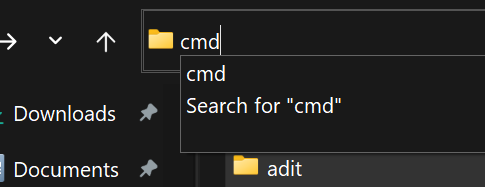 cmd
cmd
Search for "cmd"
Downloads
Documents
adit